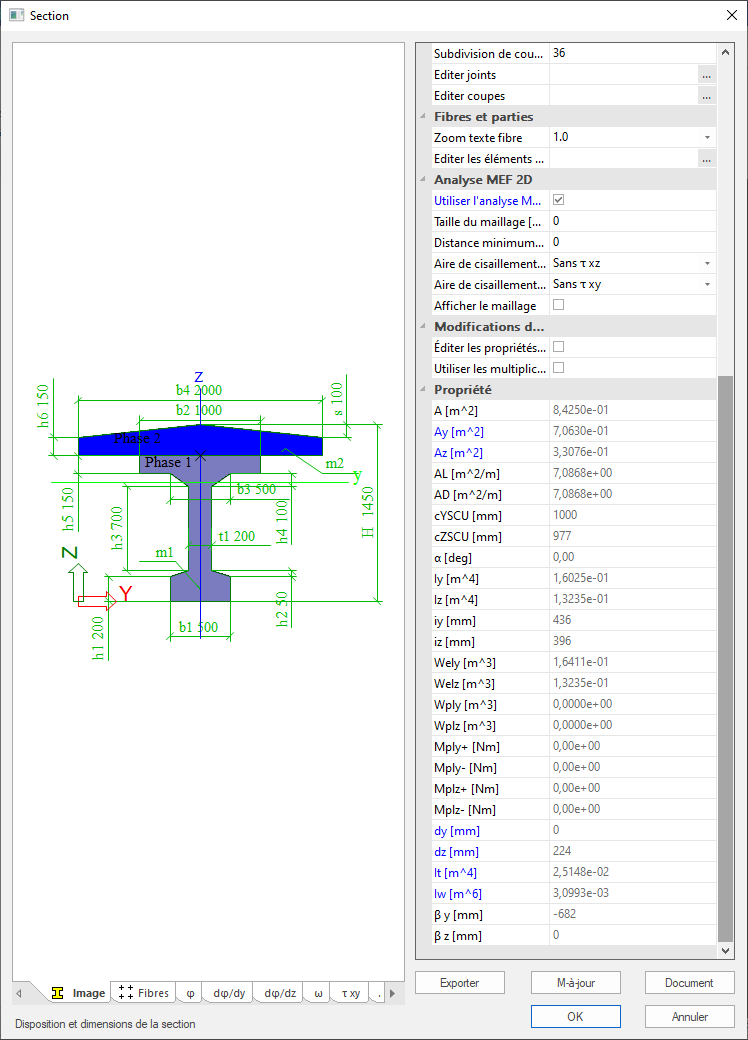 Section
Z
b4 2000
b2 1000
h6 150
s 100
Phase 2
Phase 1
m2
y
b3 500
h5 150
h3 700
h4 100
H 1450
t1 200
m1
Z
Y
h2 50
b1 500
h1 200
Image
Fibres
φ
dφ/dy
dφ/dz
ω
τ xy
.
Disposition et dimensions de la section
Subdivision de cou... 36
Editer joints ...
Editer coupes ...
Fibres et parties
Zoom texte fibre 1.0
Editer les éléments ... ...
Analyse MEF 2D
Utiliser l'analyse M...
Taille du maillage [... 0
Distance minimum... 0
Aire de cisaillement... Sans τ xz
Aire de cisaillement... Sans τ xy
Afficher le maillage
Modifications d...
Éditer les propriétés...
Utiliser les multiplic...
Propriété
A [m^2] 8,4250e-01
Ay [m^2] 7,0630e-01
Az [m^2] 3,3076e-01
AL [m^2/m] 7,0868e+00
AD [m^2/m] 7,0868e+00
cYSCU [mm] 1000
cZSCU [mm] 977
α [deg] 0,00
Iy [m^4] 1,6025e-01
Iz [m^4] 1,3235e-01
iy [mm] 436
iz [mm] 396
Wely [m^3] 1,6411e-01
Welz [m^3] 1,3235e-01
Wply [m^3] 0,0000e+00
Wplz [m^3] 0,0000e+00
Mply+ [Nm] 0,00e+00
Mply- [Nm] 0,00e+00
Mplz+ [Nm] 0,00e+00
Mplz- [Nm] 0,00e+00
dy [mm] 0
dz [mm] 224
It [m^4] 2,5148e-02
Iw [m^6] 3,0993e-03
β y [mm] -682
β z [mm] 0
Exporter
M-à-jour
Document
OK
Annuler